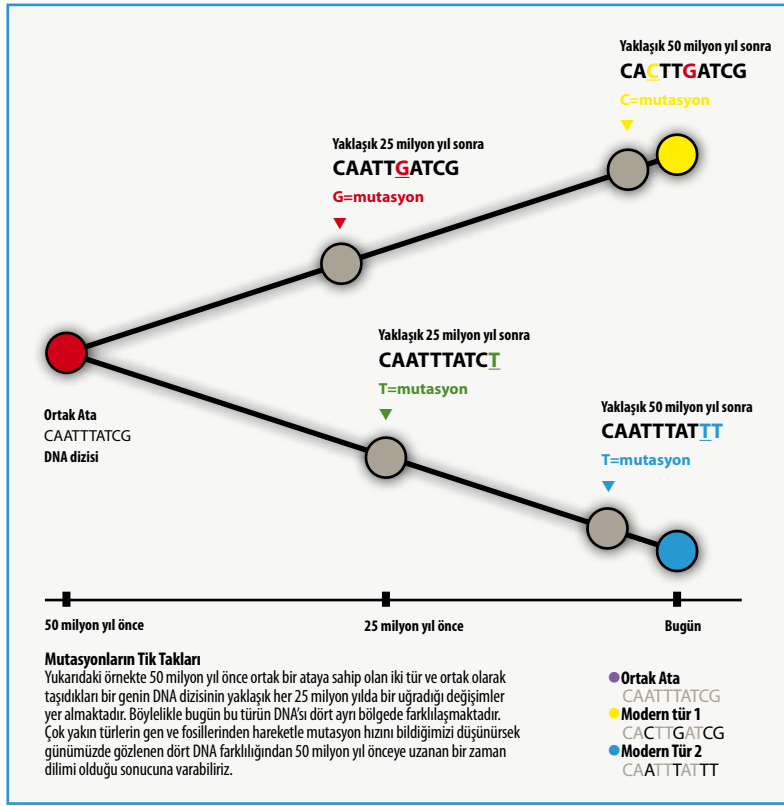 Yaklaşık 50 milyon yıl sonra
CACTTGATCG
C=mutasyon
Yaklaşık 25 milyon yıl sonra
CAATTGATCG
G=mutasyon
Yaklaşık 25 milyon yıl sonra
CAATTTATCT
T=mutasyon
Ortak Ata
CAATTTATCG
DNA dizisi
Yaklaşık 50 milyon yıl sonra
CAATTTATTT
T=mutasyon
50 milyon yıl önce
25 milyon yıl önce
Bugün
Mutasyonların Tik Takları
Yukarıdaki örnekte 50 milyon yıl önce ortak bir ataya sahip olan iki tür ve ortak olarak
taşıdıkları bir genin DNA dizisinin yaklaşık her 25 milyon yılda bir uğradığı değişimler
yer almaktadır. Böylelikle bugün bu türün DNA'sı dört ayrı bölgede farklılaşmaktadır.
Çok yakın türlerin gen ve fosillerinden hareketle mutasyon hızını bildiğimizi düşünürsek
günümüzde gözlenen dört DNA farklılığından 50 milyon yıl önceye uzanan bir zaman
dilimi olduğu sonucuna varabiliriz.
Ortak Ata
CAATTTATCG
Modern tür 1
CACTTGATCG
Modern Tür 2
CAATTTATTT